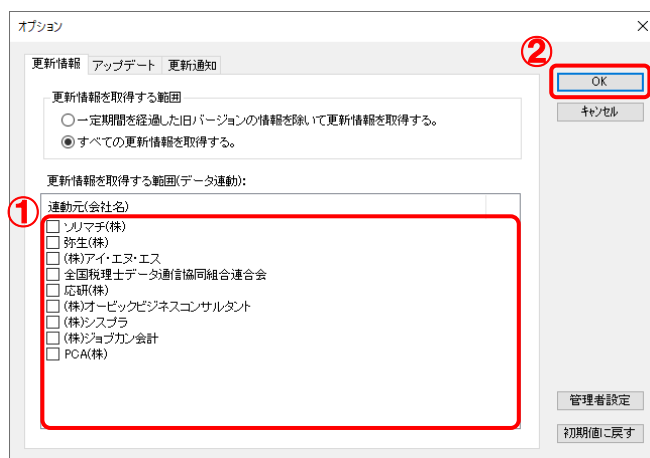 オプション
②
更新情報 アップデート 更新通知
OK
更新情報を取得する範囲
キャンセル
一定期間を経過した旧バージョンの情報を除いて更新情報を取得する。
すべての更新情報を取得する。
更新情報を取得する範囲(データ連動):
①
連動元(会社名)
ソリマチ(株)
弥生(株)
(株)アイ・エヌ・エス
全国税理士データ通信協同組合連合会
応研(株)
(株)オービックビジネスコンサルタント
(株)シスプラ
(株)ジョブカン会計
PCA(株)
管理者設定
初期値に戻す